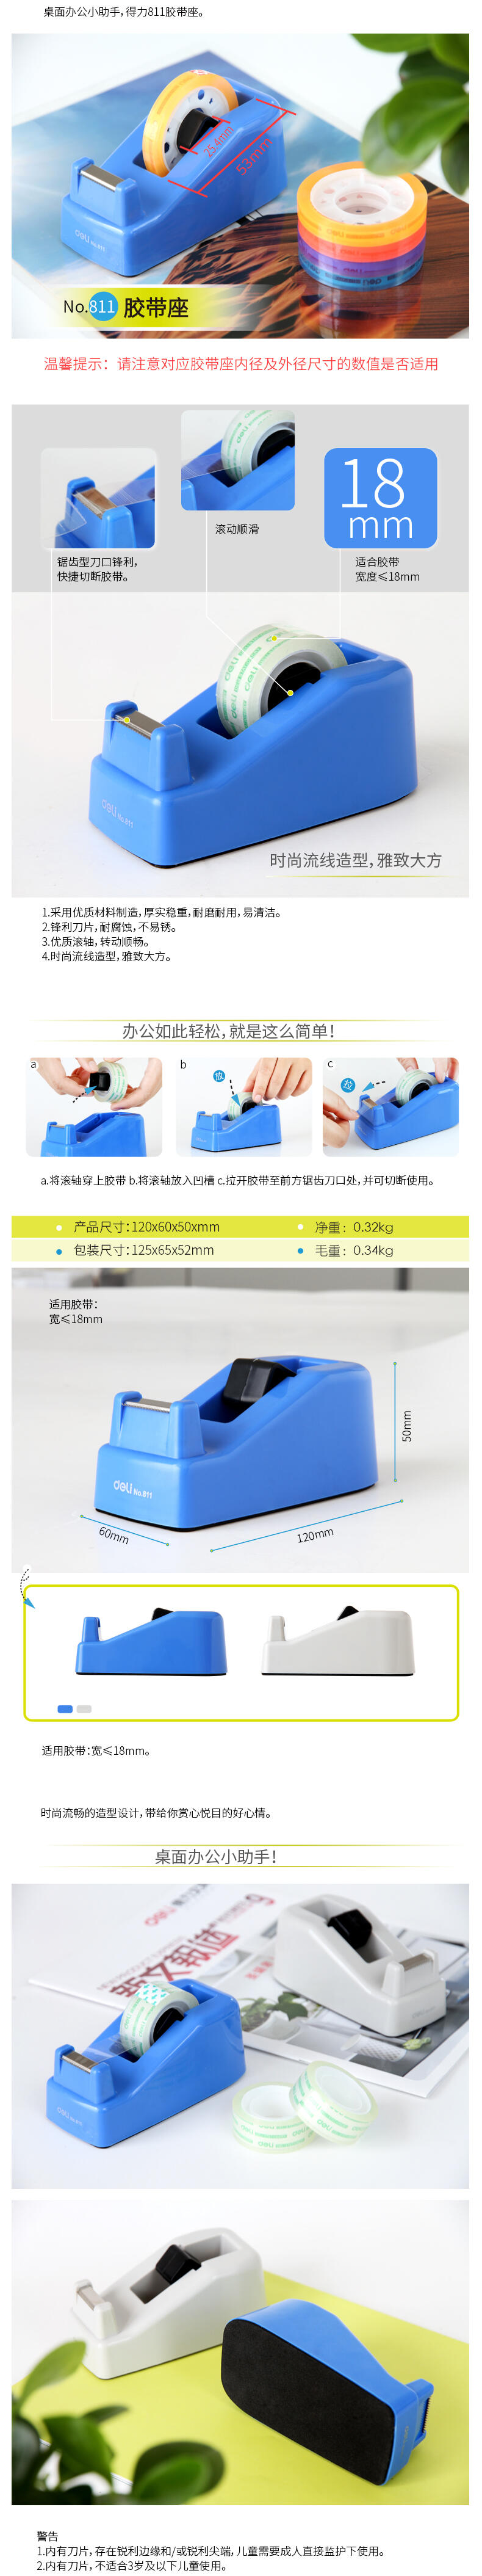 桌面办公小助手，得力811胶带座。
25.4mm
53mm
deli No.811
No.811 胶带座
温馨提示：请注意对应胶带座内径及外径尺寸的数值是否适用
18
mm
滚动顺滑
锯齿型刀口锋利，
快捷切断胶带。
适合胶带
宽度≤18mm
deli
deli No.811
时尚流线造型，雅致大方
1.采用优质材料制造，厚实稳重，耐磨耐用，易清洁。
2.锋利刀片，耐腐蚀，不易锈。
3.优质滚轴，转动顺畅。
4.时尚流线造型，雅致大方。
办公如此轻松，就是这么简单！
a
b
c
放
拉
a.将滚轴穿上胶带 b.将滚轴放入凹槽 c.拉开胶带至前方锯齿刀口处，并可切断使用。
产品尺寸：120x60x50xmm
净重：0.32kg
包装尺寸：125x65x52mm
毛重：0.34kg
适用胶带：
宽≤18mm
50mm
deli No.811
60mm
120mm
适用胶带：宽≤18mm。
时尚流畅的造型设计，带给你赏心悦目的好心情。
桌面办公小助手！
deli
deli No.811
deli
警告
1.内有刀片，存在锐利边缘和/或锐利尖端，儿童需要成人直接监护下使用。
2.内有刀片，不适合3岁及以下儿童使用。